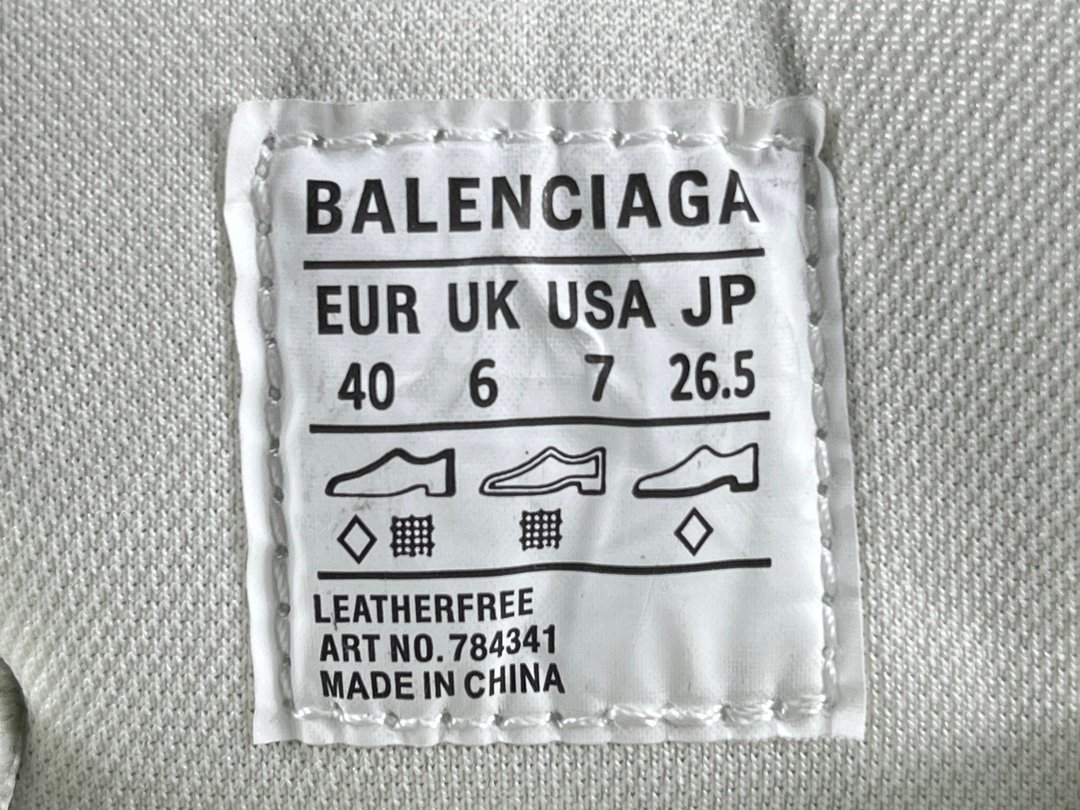 BALENCIAGA
EUR UK USA JP
40 6 7 26.5
LEATHERFREE
ART NO. 784341
MADE IN CHINA